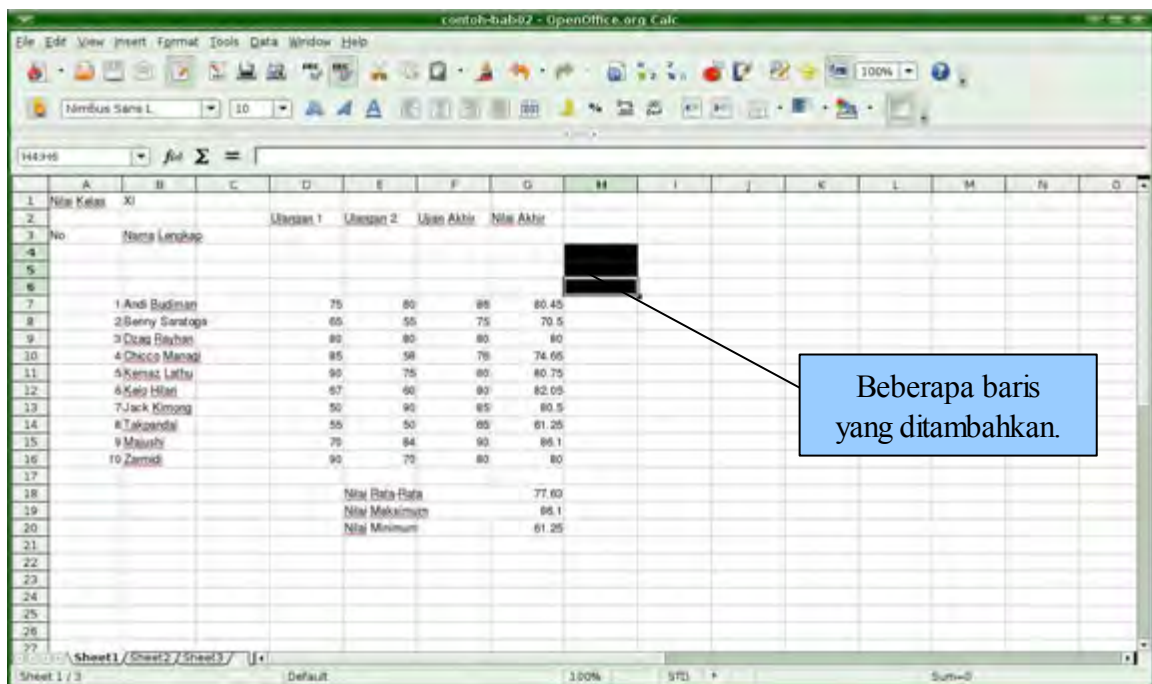 contoh-bab02 - OpenOffice.org Calc
File Edit View Insert Format Tools Data Window Help
100%
Nimbus Sans L 10
H4:H6 f(x) Σ =
A B C D E F G H I J K L M N O
1 Nilai Kelas XI
2 Ulangan 1 Ulangan 2 Ujian Akhir Nilai Akhir
3 No Nama Lengkap
4
5
6
7 1 Andi Budiman 75 80 85 80.45
8 2 Benny Saratoga 65 55 75 70.5
9 3 Dzag Rayhan 80 80 80 80
10 4 Chicco Managi 85 58 76 74.65
11 5 Kemaz Lathu 90 75 80 80.75
12 6 Kelo Hilari 67 60 90 82.05
13 7 Jack Kimong 50 90 85 80.5
14 8 Takpandai 55 50 65 61.25
15 9 Majushi 70 84 90 86.1
16 10 Zarmidi 90 70 80 80
17
18 Nilai Rata-Rata 77.63
19 Nilai Maksimum 86.1
20 Nilai Minimum 61.25
21
22
23
24
25
26
27
Beberapa baris
yang ditambahkan.
Sheet1 / Sheet2 / Sheet3
Sheet 1 / 3 Default 100% STD * Sum=0